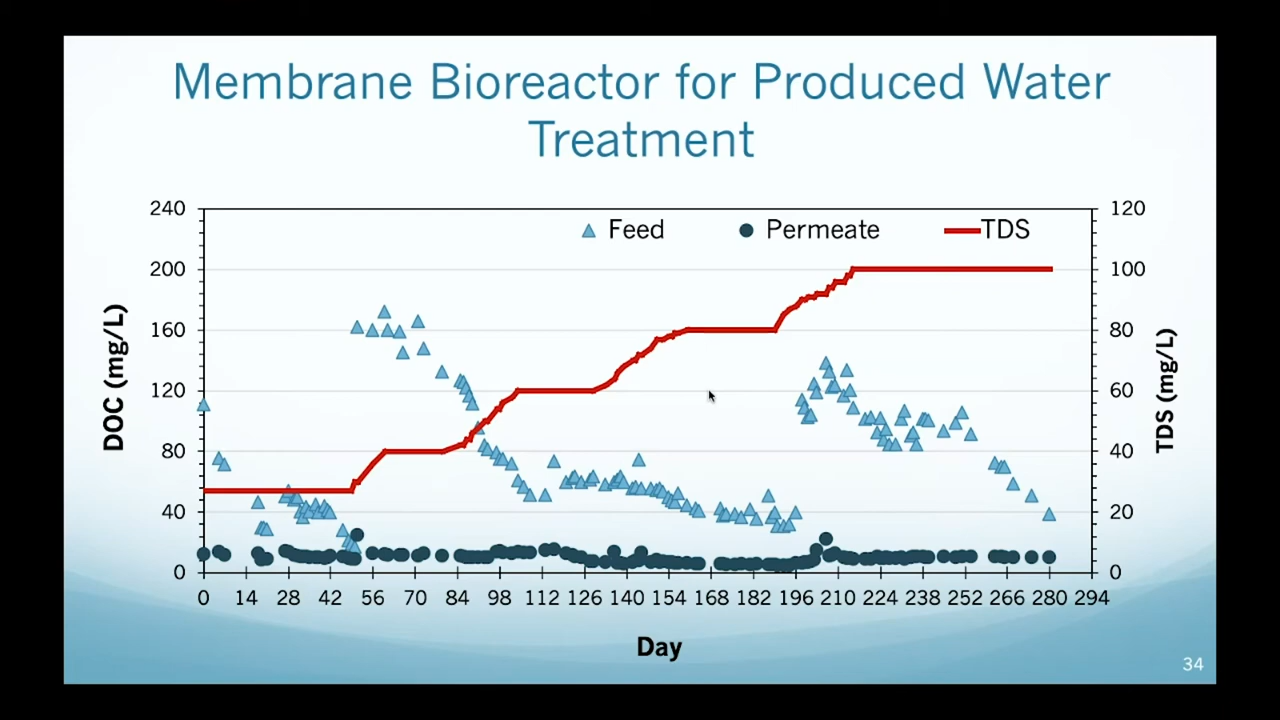 Membrane Bioreactor for Produced Water
Treatment
Feed Permeate TDS
240 120
200 100
160 80
120 60
80 40
40 20
0 0
DOC (mg/L)
TDS (mg/L)
0 14 28 42 56 70 84 98 112 126 140 154 168 182 196 210 224 238 252 266 280 294
Day
34